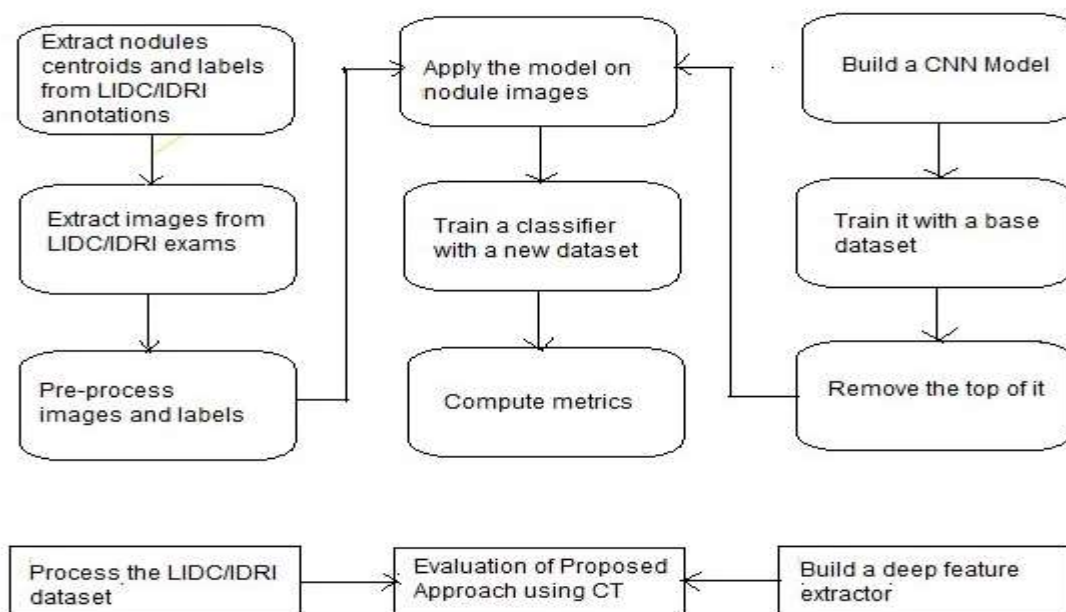 Extract nodules
centroids and labels
from LIDC/IDRI
annotations
Extract images from
LIDC/IDRI exams
Pre-process
images and labels
Apply the model on
nodule images
Train a classifier
with a new dataset
Compute metrics
Build a CNN Model
Train it with a base
dataset
Remove the top of it
Process the LIDC/IDRI
dataset
Evaluation of Proposed
Approach using CT
Build a deep feature
extractor